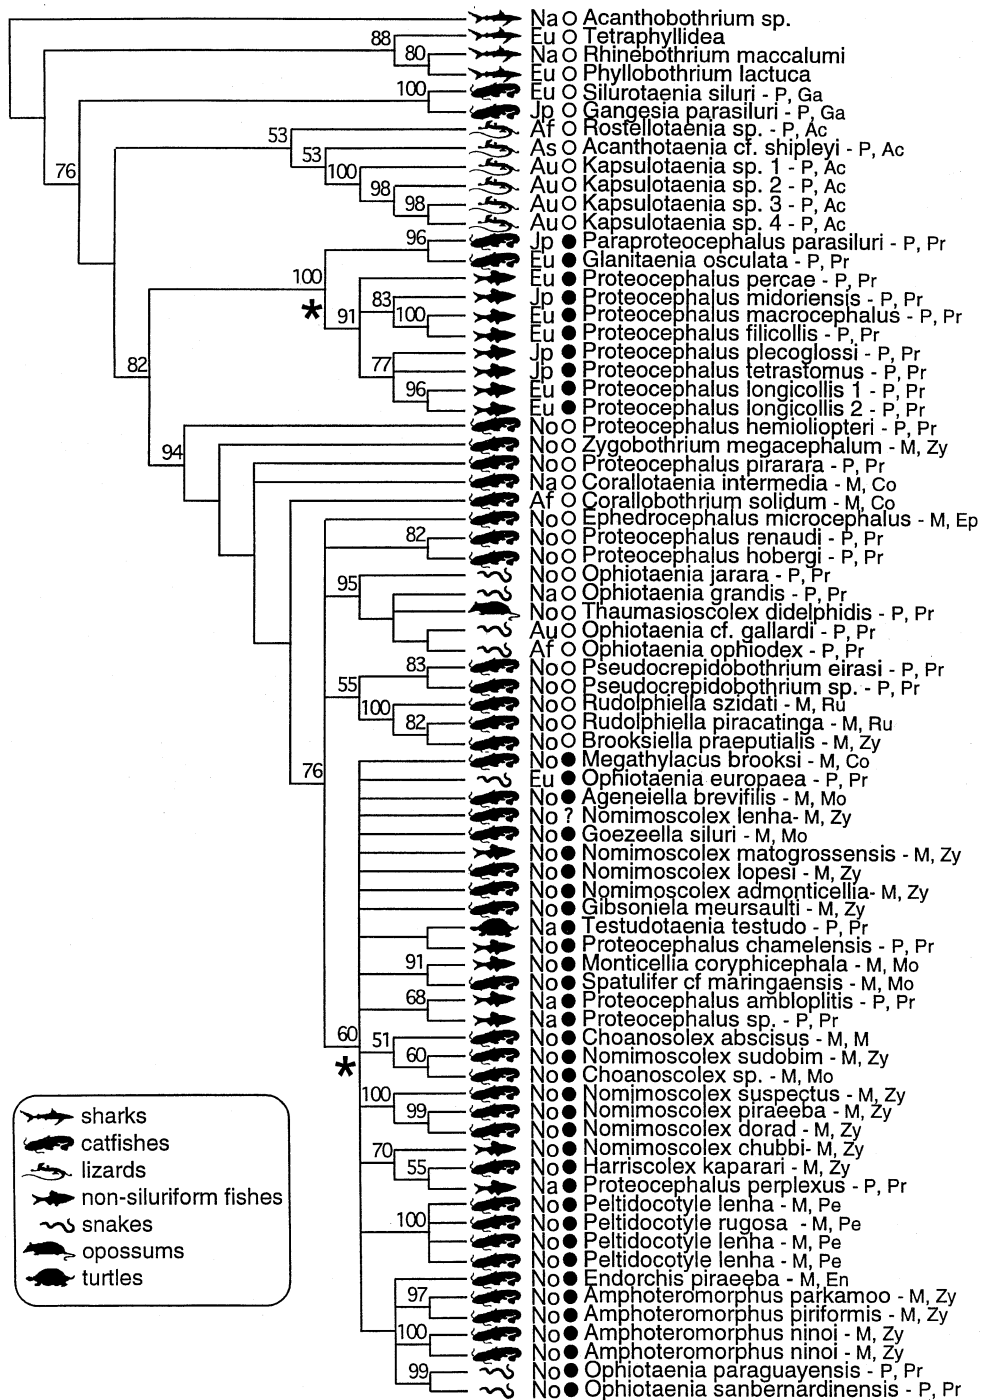 Na O Acanthobothrium sp.
88 Eu O Tetraphyllidea
80 Na O Rhinebothrium maccalumi
Eu O Phyllobothrium lactuca
100 Eu O Silurotaenia siluri - P, Ga
Jp O Gangesia parasiluri - P, Ga
53 Af O Rostellotaenia sp. - P, Ac
53 As O Acanthotaenia cf. shipleyi - P, Ac
100 Au O Kapsulotaenia sp. 1 - P, Ac
76 98 Au O Kapsulotaenia sp. 2 - P, Ac
98 Au O Kapsulotaenia sp. 3 - P, Ac
Au O Kapsulotaenia sp. 4 - P, Ac
96 Jp ● Paraproteocephalus parasiluri - P, Pr
Eu ● Glanitaenia osculata - P, Pr
100 Eu ● Proteocephalus percae - P, Pr
* 83 Jp ● Proteocephalus midoriensis - P, Pr
91 100 Eu ● Proteocephalus macrocephalus - P, Pr
Eu ● Proteocephalus filicollis - P, Pr
Jp ● Proteocephalus plecoglossi - P, Pr
82 77 Jp ● Proteocephalus tetrastomus - P, Pr
96 Eu ● Proteocephalus longicollis 1 - P, Pr
Eu ● Proteocephalus longicollis 2 - P, Pr
No O Proteocephalus hemioliopteri - P, Pr
94 No O Zygobothrium megacephalum - M, Zy
No O Proteocephalus pirarara - P, Pr
Na O Corallotaenia intermedia - M, Co
Af O Corallobothrium solidum - M, Co
No O Ephedrocephalus microcephalus - M, Ep
82 No O Proteocephalus renaudi - P, Pr
No O Proteocephalus hobergi - P, Pr
95 No O Ophiotaenia jarara - P, Pr
Na O Ophiotaenia grandis - P, Pr
No O Thaumasioscolex didelphidis - P, Pr
Au O Ophiotaenia cf. gallardi - P, Pr
Af O Ophiotaenia ophiodex - P, Pr
83 No O Pseudocrepidobothrium eirasi - P, Pr
55 No O Pseudocrepidobothrium sp. - P, Pr
100 No O Rudolphiella szidati - M, Ru
82 No O Rudolphiella piracatinga - M, Ru
No O Brooksiella praeputialis - M, Zy
76 No ● Megathylacus brooksi - M, Co
Eu ● Ophiotaenia europaea - P, Pr
No ● Ageneiella brevifilis - M, Mo
No ? Nomimoscolex lenha- M, Zy
No ● Goezeella siluri - M, Mo
No ● Nomimoscolex matogrossensis - M, Zy
No ● Nomimoscolex lopesi - M, Zy
No ● Nomimoscolex admonticellia- M, Zy
No ● Gibsoniela meursaulti - M, Zy
Na ● Testudotaenia testudo - P, Pr
No ● Proteocephalus chamelensis - P, Pr
91 No ● Monticellia coryphicephala - M, Mo
No ● Spatulifer cf maringaensis - M, Mo
68 Na ● Proteocephalus ambloplitis - P, Pr
Na ● Proteocephalus sp. - P, Pr
60 51 No ● Choanosolex abscisus - M, M
* 60 No ● Nomimoscolex sudobim - M, Zy
No ● Choanoscolex sp. - M, Mo
100 No ● Nomimoscolex suspectus - M, Zy
99 No ● Nomimoscolex piraeeba - M, Zy
No ● Nomimoscolex dorad - M, Zy
70 No ● Nomimoscolex chubbi- M, Zy
55 No ● Harriscolex kaparari - M, Zy
Na ● Proteocephalus perplexus - P, Pr
No ● Peltidocotyle lenha - M, Pe
100 No ● Peltidocotyle rugosa - M, Pe
No ● Peltidocotyle lenha - M, Pe
No ● Peltidocotyle lenha - M, Pe
No ● Endorchis piraeeba - M, En
97 No ● Amphoteromorphus parkamoo - M, Zy
No ● Amphoteromorphus piriformis - M, Zy
100 No ● Amphoteromorphus ninoi - M, Zy
No ● Amphoteromorphus ninoi - M, Zy
99 No ● Ophiotaenia paraguayensis - P, Pr
No ● Ophiotaenia sanbernardinensis - P, Pr
sharks
catfishes
lizards
non-siluriform fishes
snakes
opossums
turtles